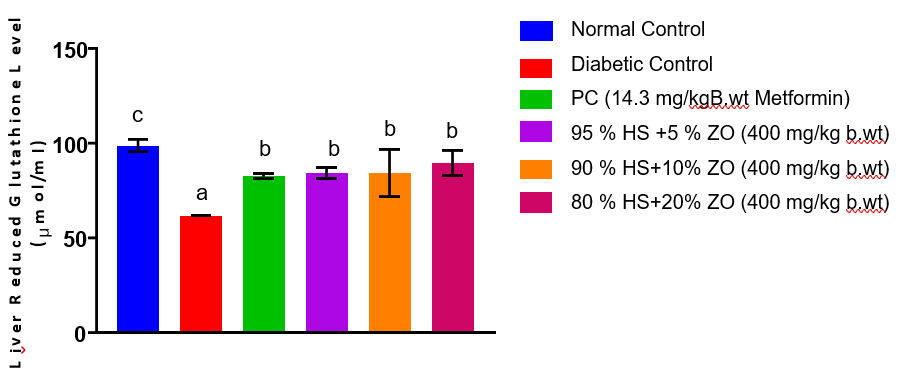 Liver Reduced Glutathione Level
(μmol/ml)
150
100
50
0
c
a
b
b
b
b
Normal Control
Diabetic Control
PC (14.3 mg/kgB.wt Metformin)
95 % HS +5 % ZO (400 mg/kg b.wt)
90 % HS+10% ZO (400 mg/kg b.wt)
80 % HS+20% ZO (400 mg/kg b.wt)